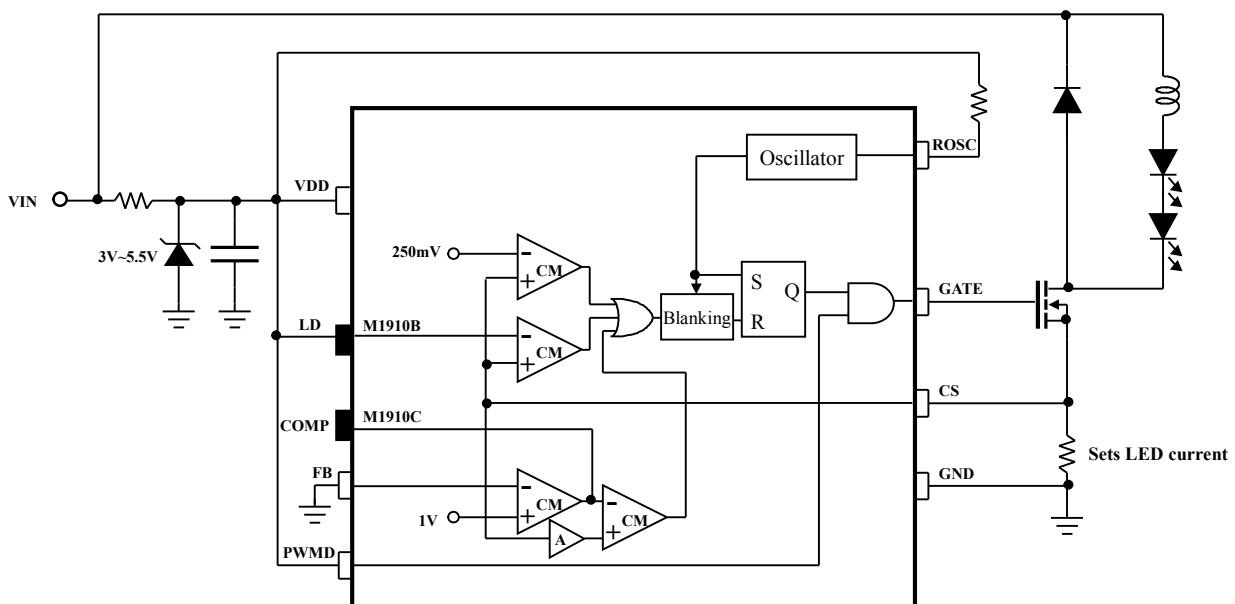 ROSC
Oscillator
VDD
VIN
3V~5.5V
250mV
-
+
CM
S
Q
R
Blanking
GATE
LD
M1910B
-
+
CM
CS
COMP
M1910C
Sets LED current
FB
-
+
CM
1V
A
-
+
CM
GND
PWMD